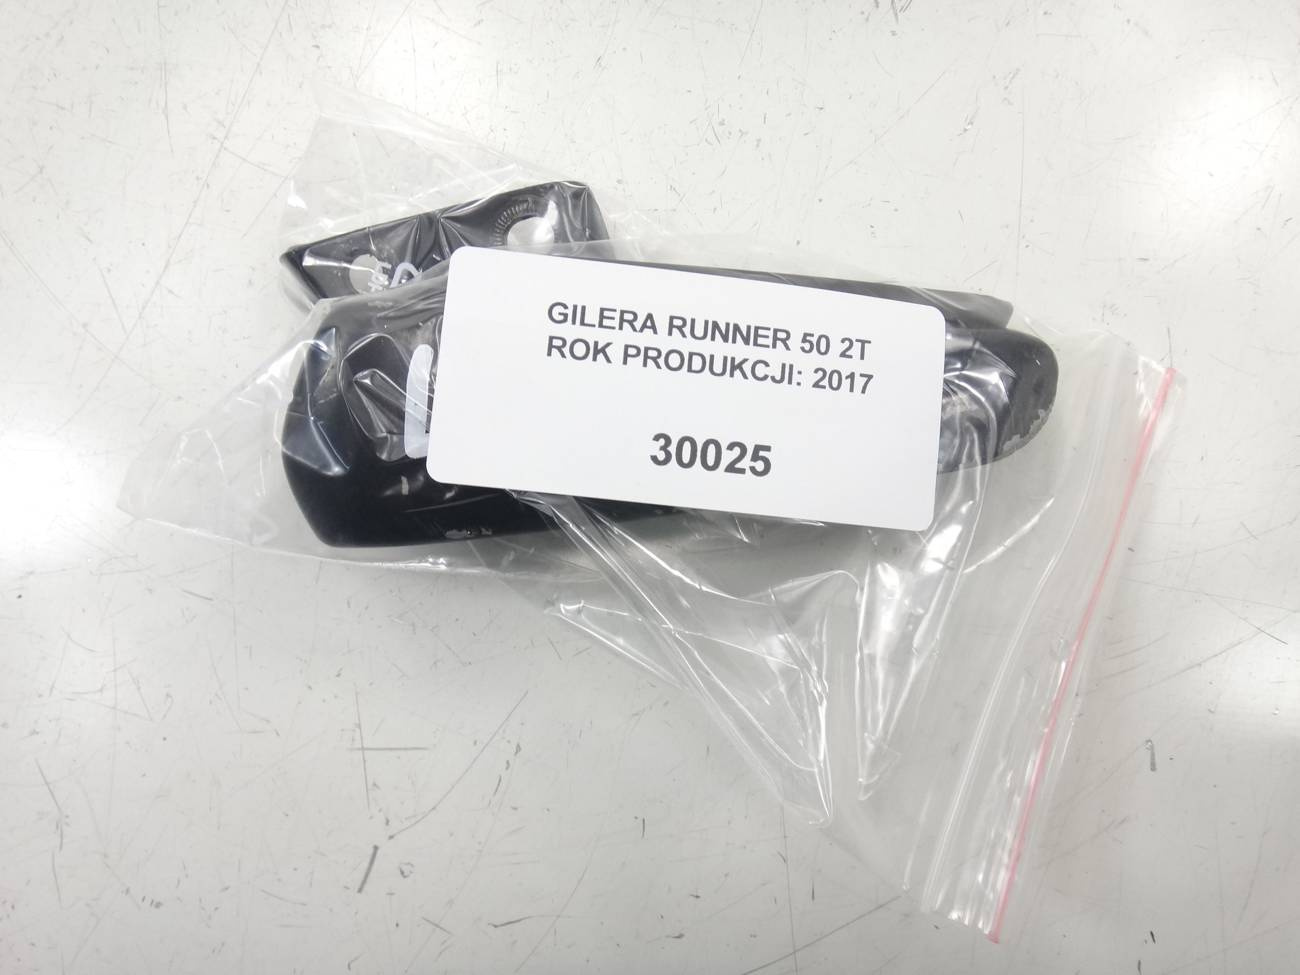 GILERA RUNNER 50 2T
ROK PRODUKCJI: 2017
30025